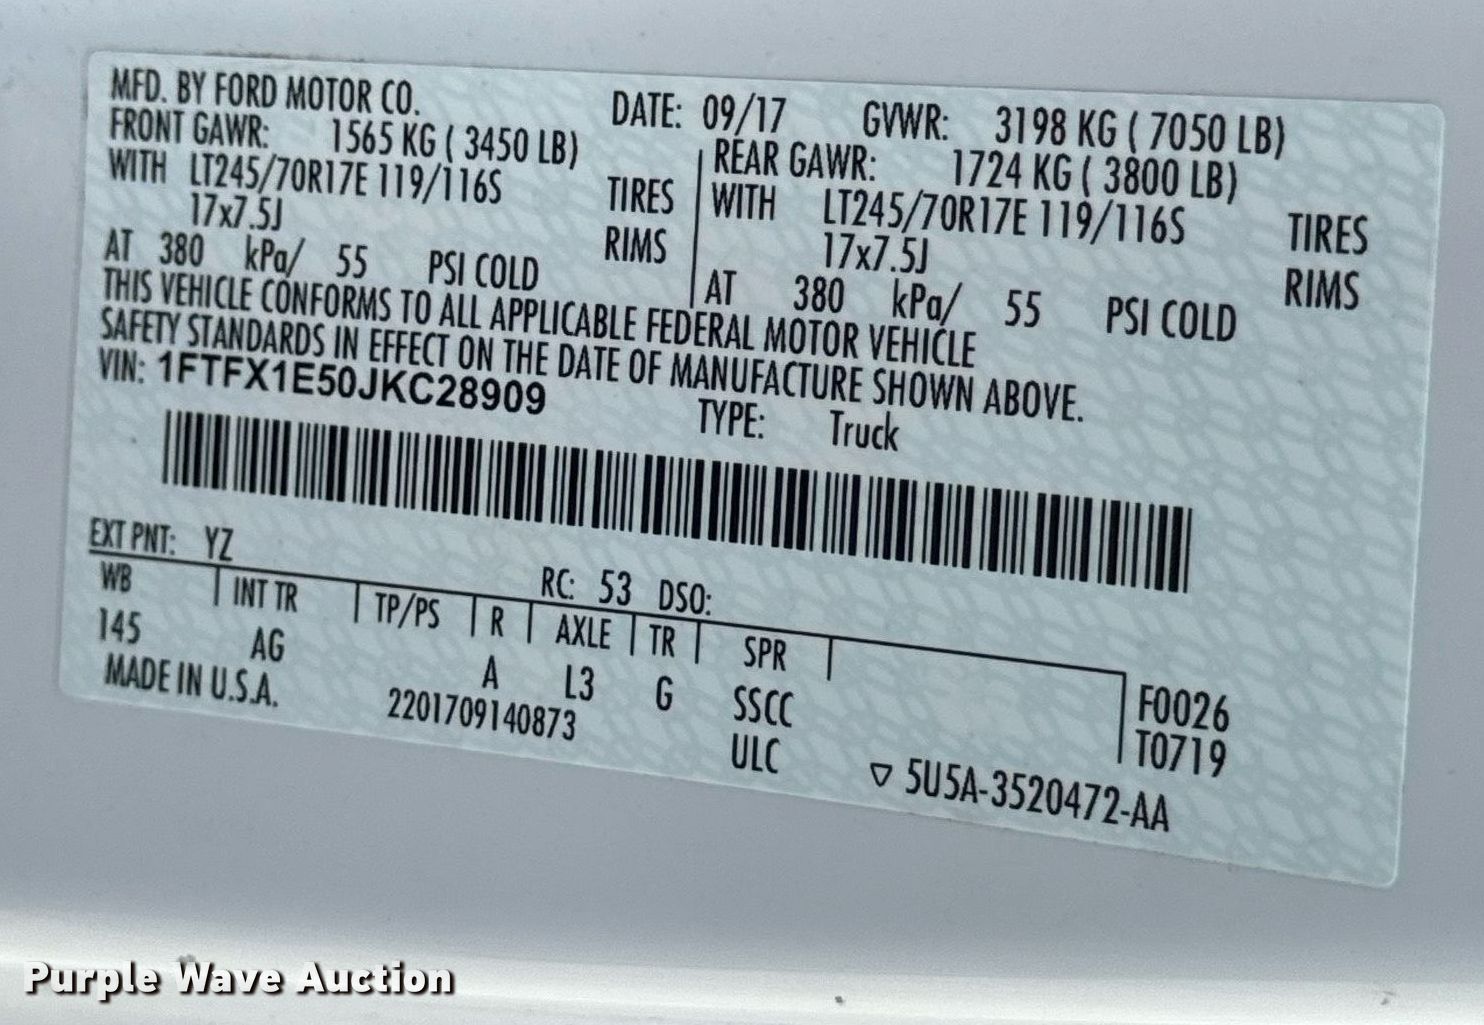 MFD. BY FORD MOTOR CO.
DATE: 09/17 GVWR: 3198 KG ( 7050 LB)
FRONT GAWR: 1565 KG ( 3450 LB)
WITH LT245/70R17E 119/116S TIRES
17x7.5J RIMS
AT 380 kPa/ 55 PSI COLD
REAR GAWR: 1724 KG ( 3800 LB)
WITH LT245/70R17E 119/116S TIRES
17x7.5J RIMS
AT 380 kPa/ 55 PSI COLD
THIS VEHICLE CONFORMS TO ALL APPLICABLE FEDERAL MOTOR VEHICLE
SAFETY STANDARDS IN EFFECT ON THE DATE OF MANUFACTURE SHOWN ABOVE.
VIN: 1FTFX1E50JKC28909
TYPE: Truck
EXT PNT: YZ RC: 53 DSO:
WB INT TR TP/PS R AXLE TR SPR
145 AG A L3 G SSCC
ULC
F0026
T0719
MADE IN U.S.A. 2201709140873
▽ 5U5A-3520472-AA
Purple Wave Auction